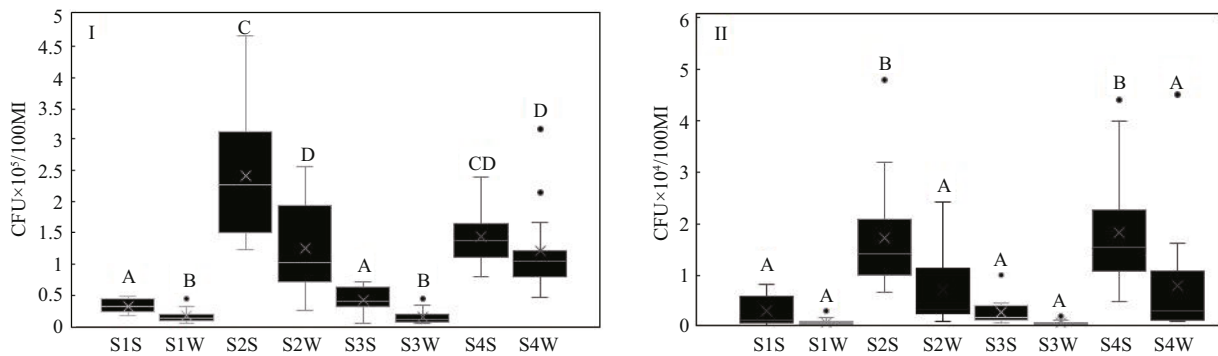 I
CFU×10⁵/100MI
5
4.5
4
3.5
3
2.5
2
1.5
1
0.5
0
A
B
C
D
A
B
CD
D
S1S S1W S2S S2W S3S S3W S4S S4W
II
CFU×10⁴/100MI
6
5
4
3
2
1
0
A
A
B
A
A
A
B
A
S1S S1W S2S S2W S3S S3W S4S S4W